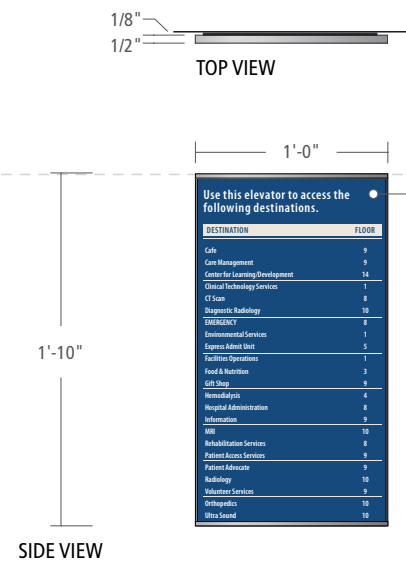 1/8"
1/2"
TOP VIEW
1'-0"
Use this elevator to access the
following destinations.
DESTINATION FLOOR
Cafe 9
Care Management 9
Center for Learning/Development 14
Clinical Technology Services 1
CT Scan 8
Diagnostic Radiology 10
EMERGENCY 8
Environmental Services 1
Express Admit Unit 5
Facilities Operations 1
Food & Nutrition 3
Gift Shop 9
Hemodialysis 4
Hospital Administration 8
Information 9
MRI 10
Rehabilitation Services 8
Patient Access Services 9
Patient Advocate 9
Radiology 10
Volunteer Services 9
Orthopedics 10
Ultra Sound 10
1'-10"
SIDE VIEW